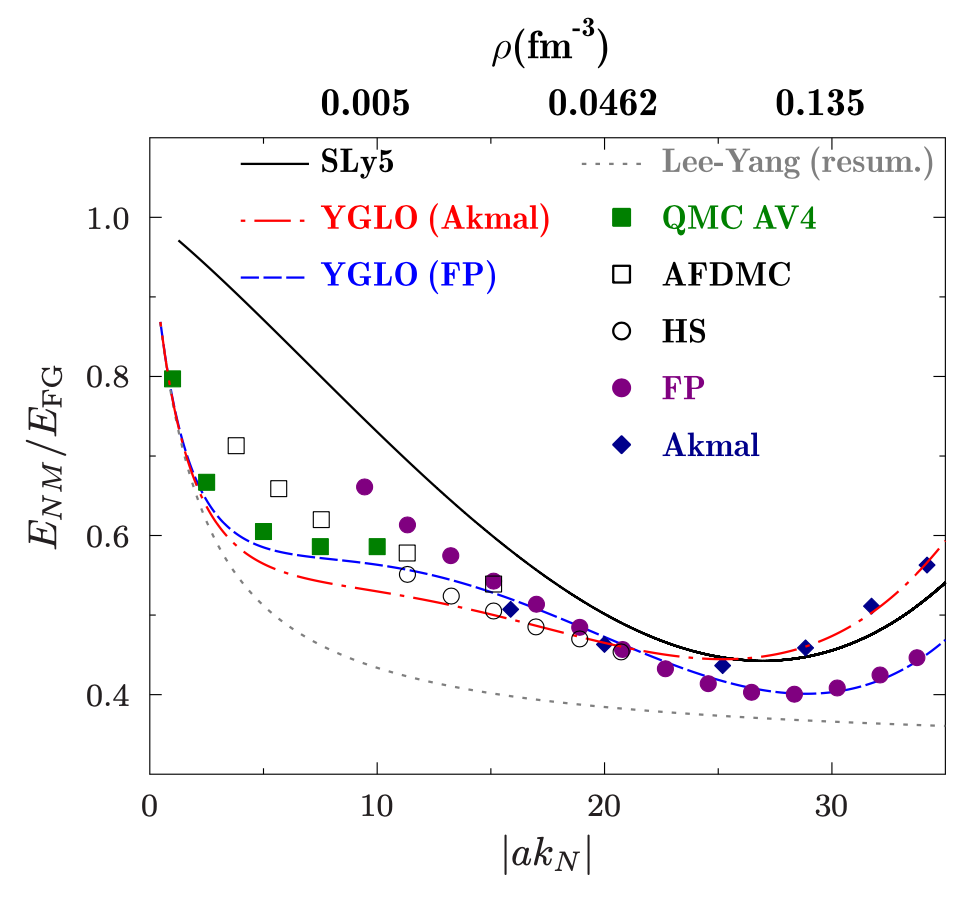 ρ(fm⁻³)
0.005 0.0462 0.135
SLy5 Lee-Yang (resum.)
1.0 YGLO (Akmal) QMC AV4
YGLO (FP) AFDMC
HS
0.8 FP
Akmal
E_NM/E_FG
0.6
0.4
0 10 20 30
|ak_N|